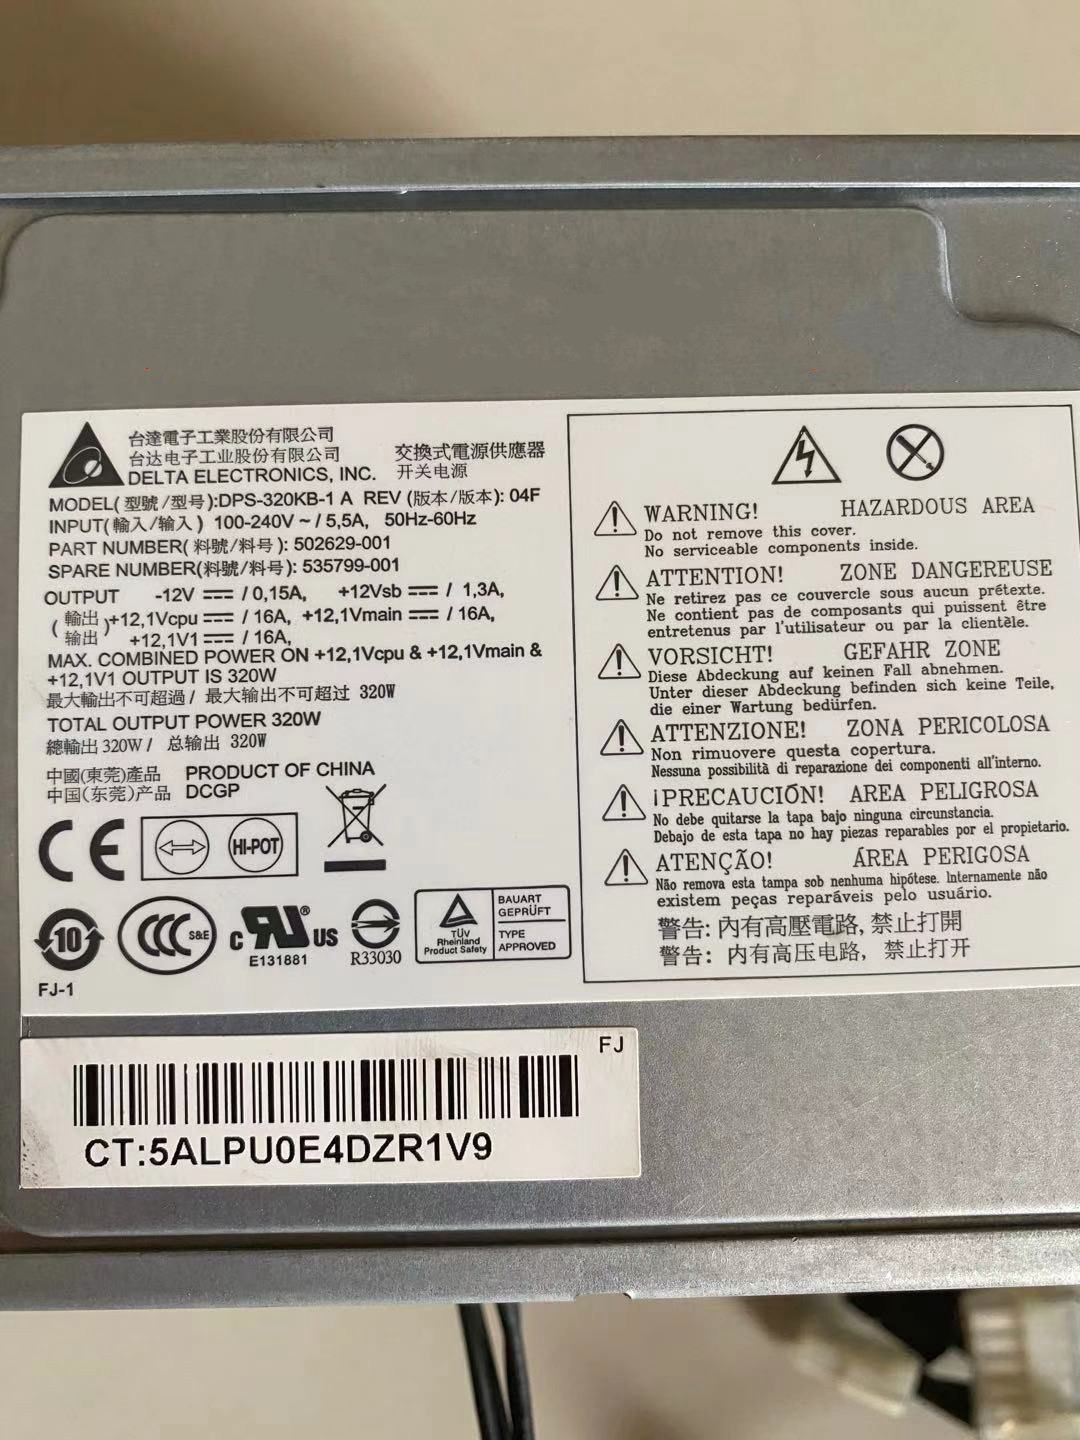 台達電子工業股份有限公司
台达电子工业股份有限公司
DELTA ELECTRONICS, INC.
交換式電源供應器
开关电源
MODEL(型號/型号):DPS-320KB-1 A REV (版本/版本): 04F
INPUT(輸入/输入) 100-240V ~ / 5,5A, 50Hz-60Hz
PART NUMBER(料號/料号): 502629-001
SPARE NUMBER(料號/料号): 535799-001
OUTPUT -12V ⎓ / 0,15A, +12Vsb ⎓ / 1,3A,
(輸出/输出) +12,1Vcpu ⎓ / 16A, +12,1Vmain ⎓ / 16A,
+12,1V1 ⎓ / 16A,
MAX. COMBINED POWER ON +12,1Vcpu & +12,1Vmain &
+12,1V1 OUTPUT IS 320W
最大輸出不可超過/ 最大输出不可超过 320W
TOTAL OUTPUT POWER 320W
總輸出 320W / 总输出 320W
中國(東莞)產品 PRODUCT OF CHINA
中国(东莞)产品 DCGP
CE
HI-POT
10
CCC S&E
c RU ® US
E131881
R33030
TÜV
Rheinland
Product Safety
BAUART
GEPRÜFT
TYPE
APPROVED
FJ-1
WARNING! HAZARDOUS AREA
Do not remove this cover.
No serviceable components inside.
ATTENTION! ZONE DANGEREUSE
Ne retirez pas ce couvercle sous aucun prétexte.
Ne contient pas de composants qui puissent être
entretenus par l'utilisateur ou par la clientèle.
VORSICHT! GEFAHR ZONE
Diese Abdeckung auf keinen Fall abnehmen.
Unter dieser Abdeckung befinden sich keine Teile,
die einer Wartung bedürfen.
ATTENZIONE! ZONA PERICOLOSA
Non rimuovere questa copertura.
Nessuna possibilità di reparazione dei componenti all'interno.
¡PRECAUCIÓN! AREA PELIGROSA
No debe quitarse la tapa bajo ninguna circunstancia.
Debajo de esta tapa no hay piezas reparables por el propietario.
ATENÇÃO! ÁREA PERIGOSA
Não remova esta tampa sob nenhuma hipótese. Internamente não
existem peças reparáveis pelo usuário.
警告: 內有高壓電路, 禁止打開
警告: 内有高压电路, 禁止打开
FJ
CT:5ALPU0E4DZR1V9